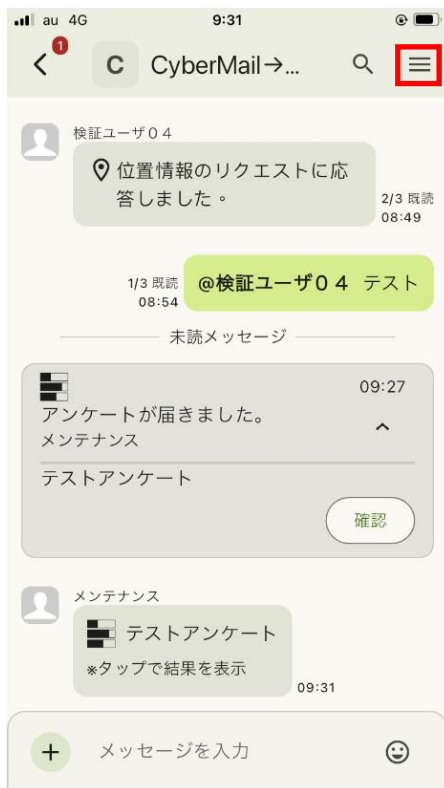 au 4G 9:31
1
C CyberMail→...
検証ユーザ04
位置情報のリクエストに応
答しました。
2/3 既読
08:49
1/3 既読
08:54
@検証ユーザ04 テスト
未読メッセージ
09:27
アンケートが届きました。
メンテナンス
テストアンケート
確認
メンテナンス
テストアンケート
※タップで結果を表示
09:31
+ メッセージを入力